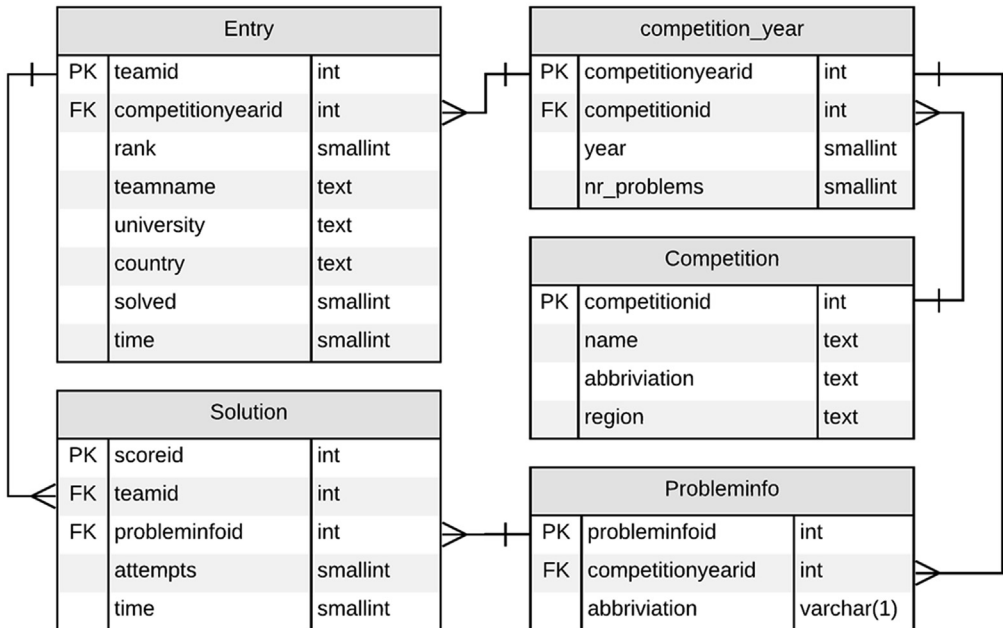 Entry
PK teamid int
FK competitionyearid int
rank smallint
teamname text
university text
country text
solved smallint
time smallint
competition_year
PK competitionyearid int
FK competitionid int
year smallint
nr_problems smallint
Competition
PK competitionid int
name text
abbriviation text
region text
Solution
PK scoreid int
FK teamid int
FK probleminfoid int
attempts smallint
time smallint
Probleminfo
PK probleminfoid int
FK competitionyearid int
abbriviation varchar(1)